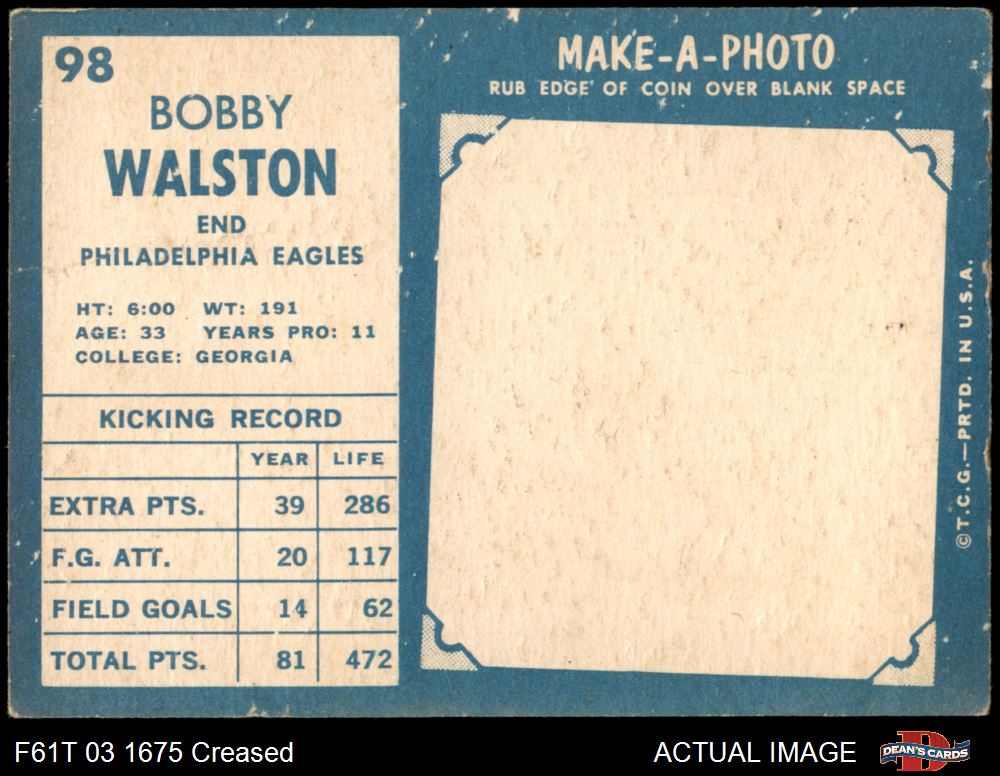 98
BOBBY
WALSTON
END
PHILADELPHIA EAGLES
HT: 6:00 WT: 191
AGE: 33 YEARS PRO: 11
COLLEGE: GEORGIA
KICKING RECORD
YEAR LIFE
EXTRA PTS. 39 286
F.G. ATT. 20 117
FIELD GOALS 14 62
TOTAL PTS. 81 472
MAKE-A-PHOTO
RUB EDGE OF COIN OVER BLANK SPACE
©T.C.G.—PRTD. IN U.S.A.
F61T 03 1675 Creased
ACTUAL IMAGE
D
DEAN'S CARDS